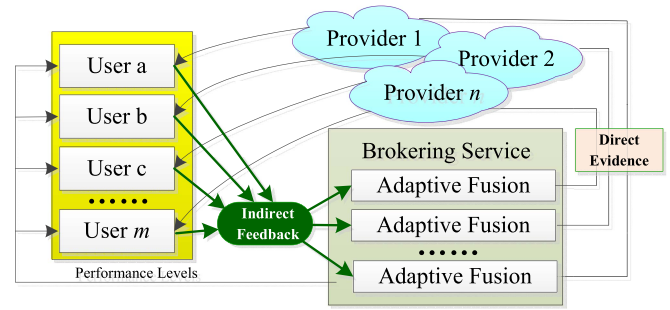 User a
User b
User c
......
User m
Performance Levels
Provider 1
Provider 2
Provider n
Indirect
Feedback
Brokering Service
Adaptive Fusion
Adaptive Fusion
......
Adaptive Fusion
Direct
Evidence